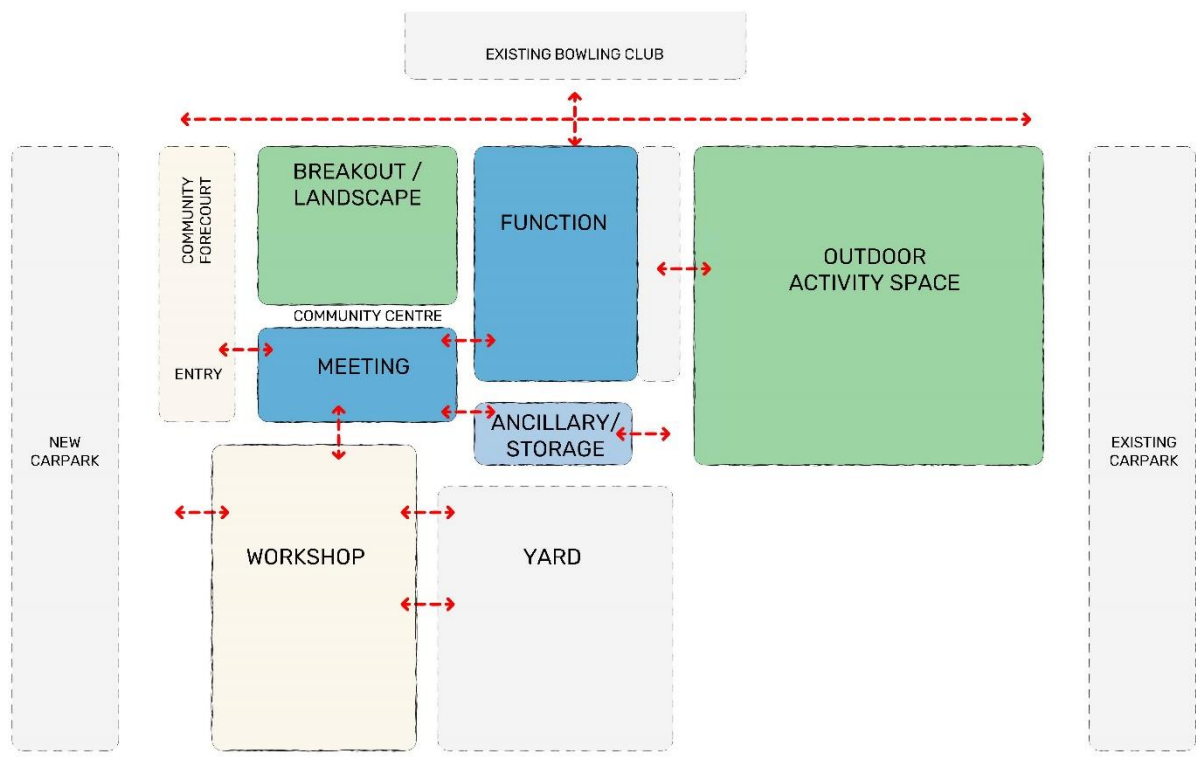 EXISTING BOWLING CLUB
COMMUNITY
FORECOURT
BREAKOUT /
LANDSCAPE
FUNCTION
OUTDOOR
ACTIVITY SPACE
COMMUNITY CENTRE
ENTRY
MEETING
ANCILLARY/
STORAGE
NEW
CARPARK
EXISTING
CARPARK
WORKSHOP
YARD